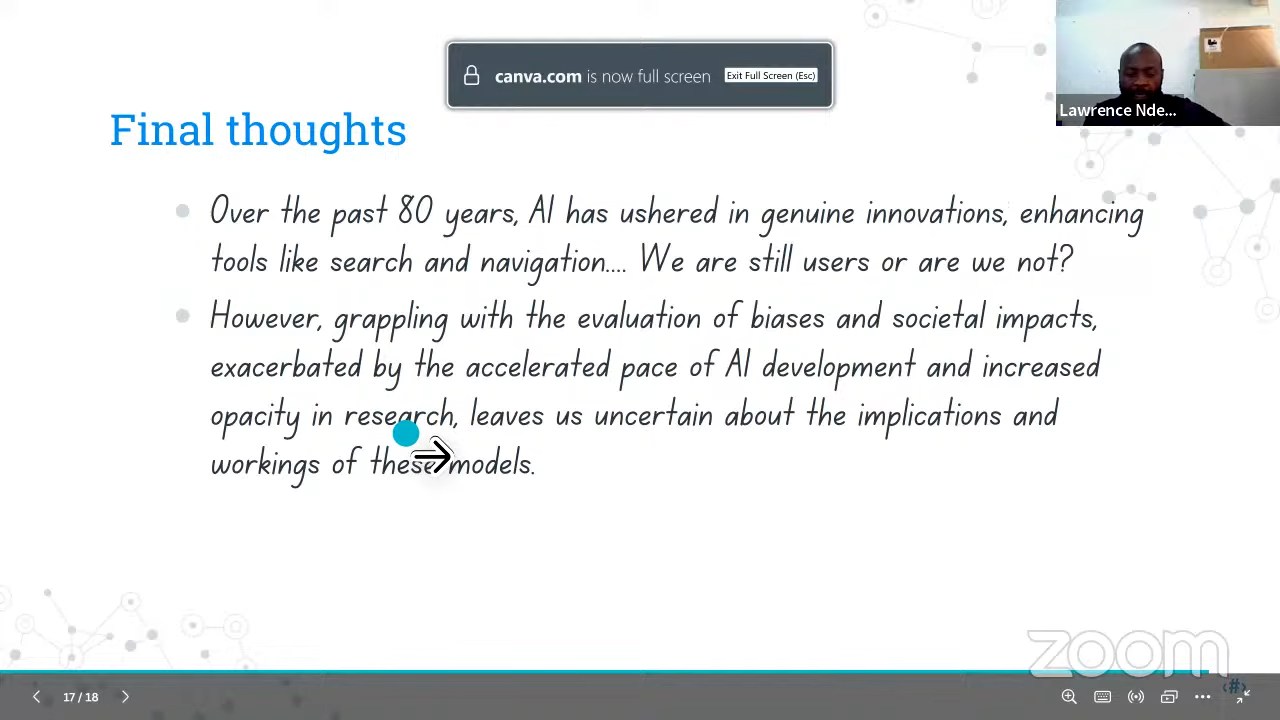 canva.com is now full screen Exit Full Screen (Esc)
Lawrence Nde...
Final thoughts
Over the past 80 years, AI has ushered in genuine innovations, enhancing
tools like search and navigation.... We are still users or are we not?
However, grappling with the evaluation of biases and societal impacts,
exacerbated by the accelerated pace of AI development and increased
opacity in research, leaves us uncertain about the implications and
workings of these models.
zoom
17 / 18
‹#›